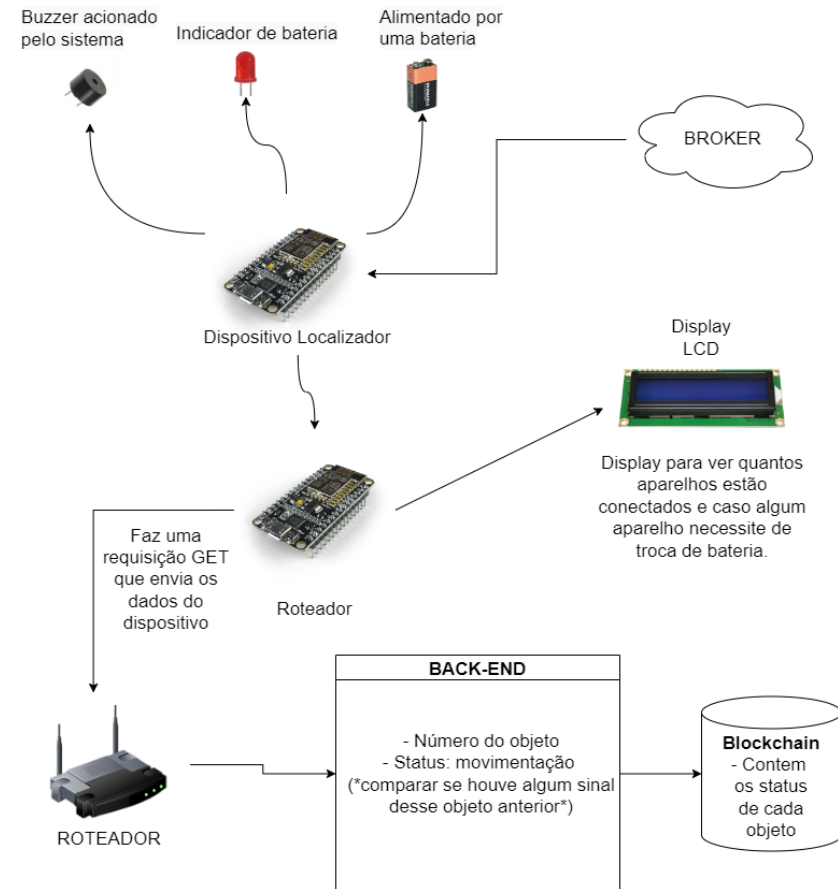 Buzzer acionado
pelo sistema
Indicador de bateria
Alimentado por
uma bateria
BROKER
Dispositivo Localizador
Display
LCD
Display para ver quantos
aparelhos estão
conectados e caso algum
aparelho necessite de
troca de bateria.
Faz uma
requisição GET
que envia os
dados do
dispositivo
Roteador
ROTEADOR
BACK-END
- Número do objeto
- Status: movimentação
(*comparar se houve algum sinal
desse objeto anterior*)
Blockchain
- Contem
os status
de cada
objeto